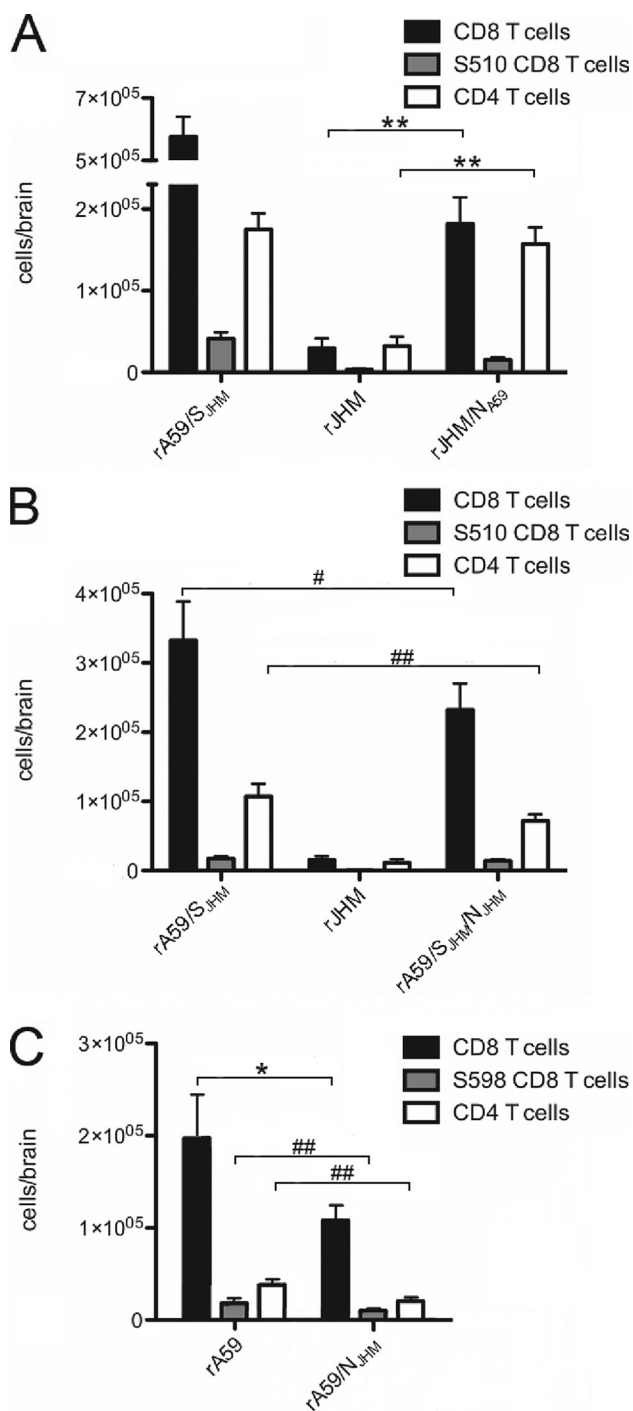 A
CD8 T cells
S510 CD8 T cells
CD4 T cells
7×10⁰⁵
5×10⁰⁵
2×10⁰⁵
1×10⁰⁵
0
cells/brain
**
**
rA59/S_JHM
rJHM
rJHM/N_A59
B
CD8 T cells
S510 CD8 T cells
CD4 T cells
4×10⁰⁵
3×10⁰⁵
2×10⁰⁵
1×10⁰⁵
0
cells/brain
#
##
rA59/S_JHM
rJHM
rA59/S_JHM/N_JHM
C
CD8 T cells
S598 CD8 T cells
CD4 T cells
3×10⁰⁵
2×10⁰⁵
1×10⁰⁵
0
cells/brain
*
##
##
rA59
rA59/N_JHM